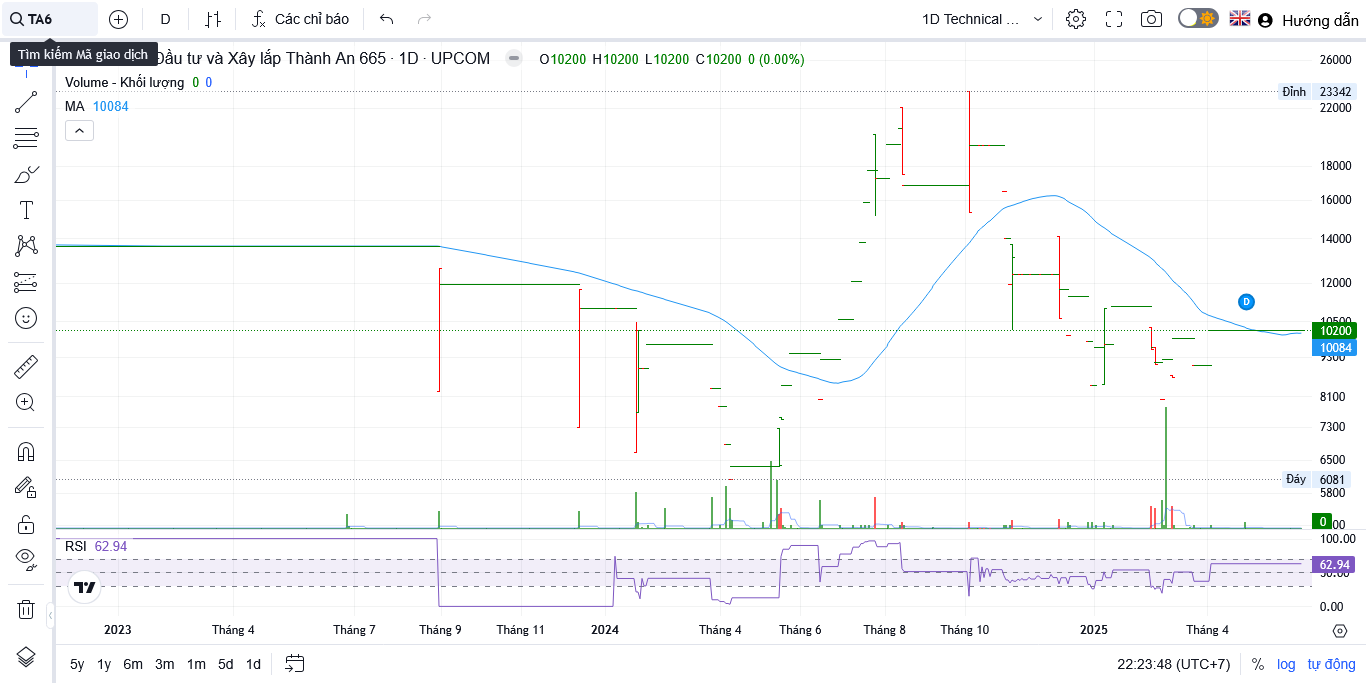 TA6
D
Các chỉ báo
1D Technical ...
Hướng dẫn
Tìm kiếm Mã giao dịch
Đầu tư và Xây lắp Thành An 665 · 1D · UPCOM
O10200 H10200 L10200 C10200 0 (0.00%)
Volume - Khối lượng 0 0
MA 10084
26000
Đỉnh 23342
22000
18000
16000
14000
12000
D
10500
10200
10084
9300
8100
7300
6500
Đáy 6081
5800
0
00
RSI 62.94
100.00
62.94
50.00
0.00
2023
Tháng 4
Tháng 7
Tháng 9
Tháng 11
2024
Tháng 4
Tháng 6
Tháng 8
Tháng 10
2025
Tháng 4
5y 1y 6m 3m 1m 5d 1d
22:23:48 (UTC+7)
% log tự động